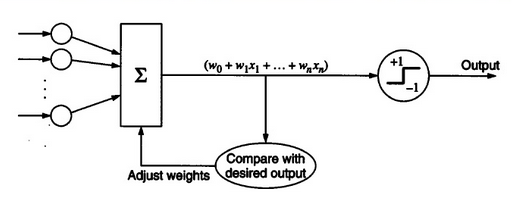 Σ
(w₀ + w₁x₁ + ... + wₙxₙ)
+1
-1
Output
Compare with
desired output
Adjust weights